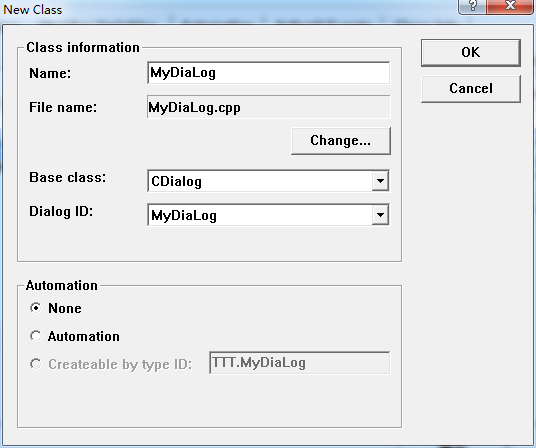 New Class
Class information
Name: MyDiaLog
File name: MyDiaLog.cpp
Change...
Base class: CDialog
Dialog ID: MyDiaLog
OK
Cancel
Automation
None
Automation
Createable by type ID: TTT.MyDiaLog